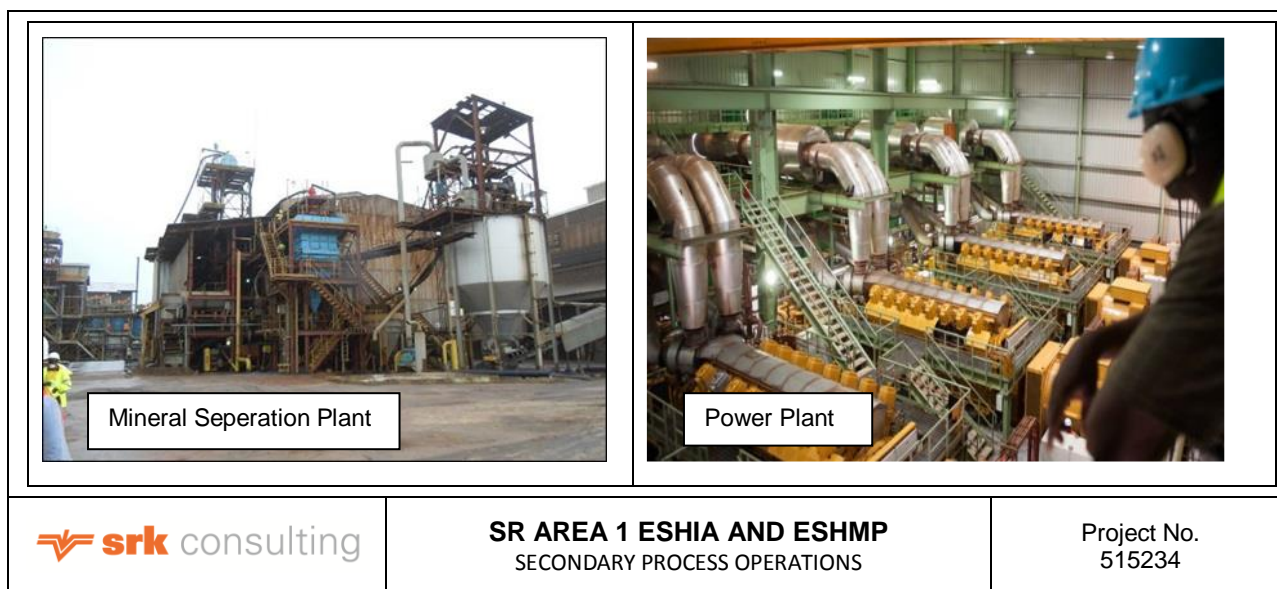 Mineral Seperation Plant
Power Plant
srk consulting
SR AREA 1 ESHIA AND ESHMP
SECONDARY PROCESS OPERATIONS
Project No.
515234